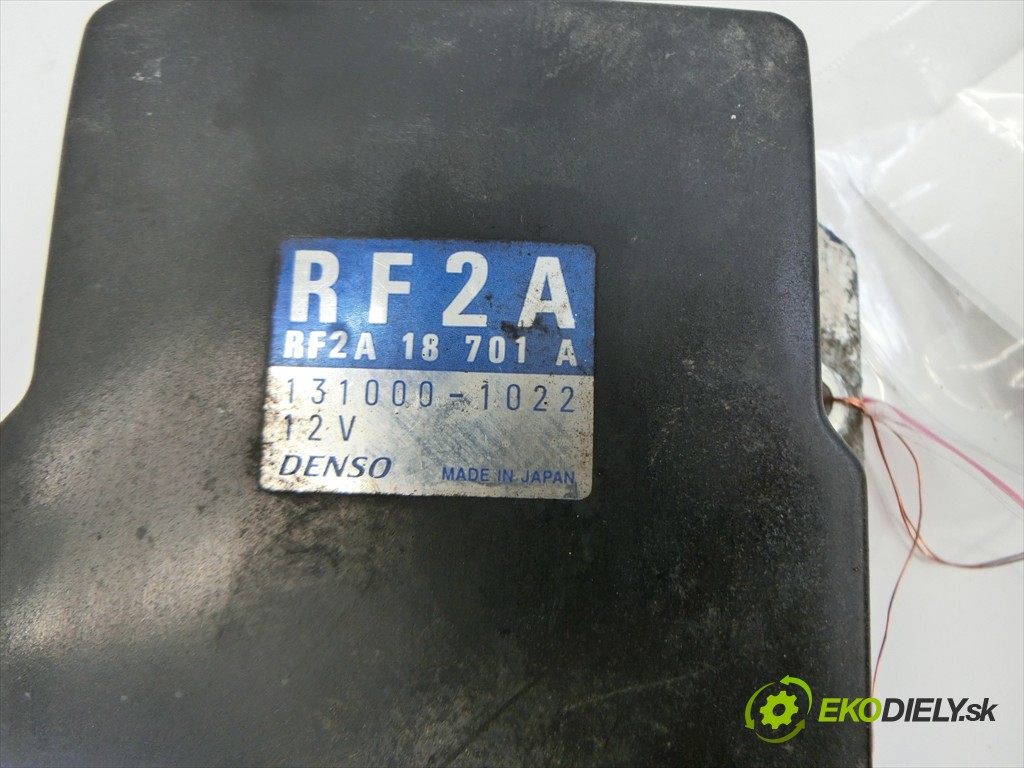 RF2A
RF2A 18 701 A
131000-1022
12V
DENSO MADE IN JAPAN
EKODIELY.sk